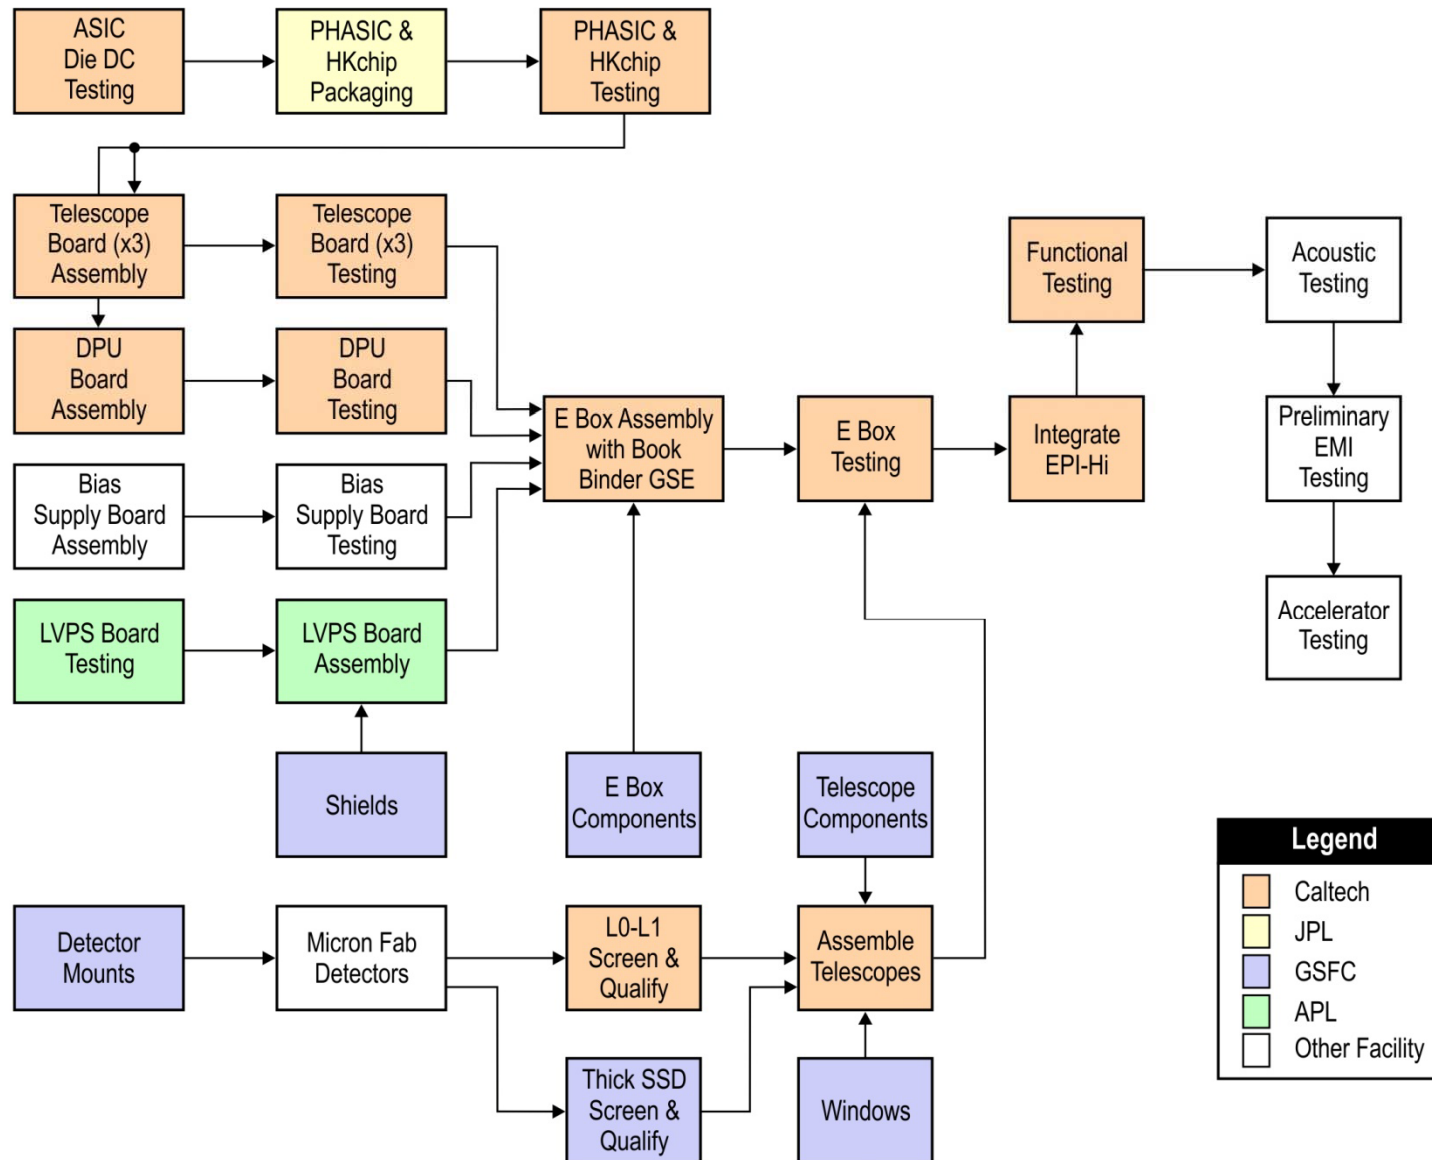 ASIC
Die DC
Testing
PHASIC &
HKchip
Packaging
PHASIC &
HKchip
Testing
Telescope
Board (x3)
Assembly
Telescope
Board (x3)
Testing
Functional
Testing
Acoustic
Testing
DPU
Board
Assembly
DPU
Board
Testing
E Box Assembly
with Book
Binder GSE
E Box
Testing
Integrate
EPI-Hi
Preliminary
EMI
Testing
Bias
Supply Board
Assembly
Bias
Supply Board
Testing
LVPS Board
Testing
LVPS Board
Assembly
Accelerator
Testing
Shields
E Box
Components
Telescope
Components
Detector
Mounts
Micron Fab
Detectors
L0-L1
Screen &
Qualify
Assemble
Telescopes
Thick SSD
Screen &
Qualify
Windows
Legend
Caltech
JPL
GSFC
APL
Other Facility